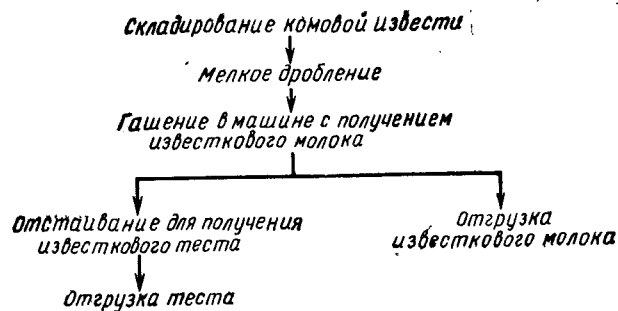 Складирование комовой извести
Мелкое дробление
Гашение в машине с получением
известкового молока
Отстаивание для получения
известкового теста
Отгрузка
известкового молока
Отгрузка теста